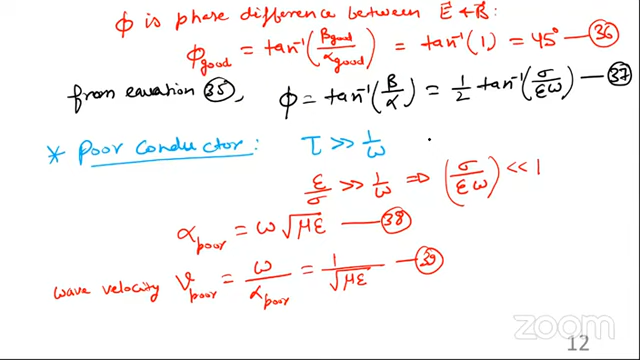 ϕ is phase difference between E⃗ & B⃗
ϕgood = tan⁻¹(βgood/αgood) = tan⁻¹(1) = 45° — (36)
from equation (35), ϕ = tan⁻¹(β/α) = 1/2 tan⁻¹(σ/εω) — (37)
* Poor conductor: τ >> 1/ω
ε/σ >> 1/ω ⇒ (σ/εω) << 1
αpoor = ω√με — (38)
wave velocity vpoor = ω/αpoor = 1/√με — (39)
12
zoom